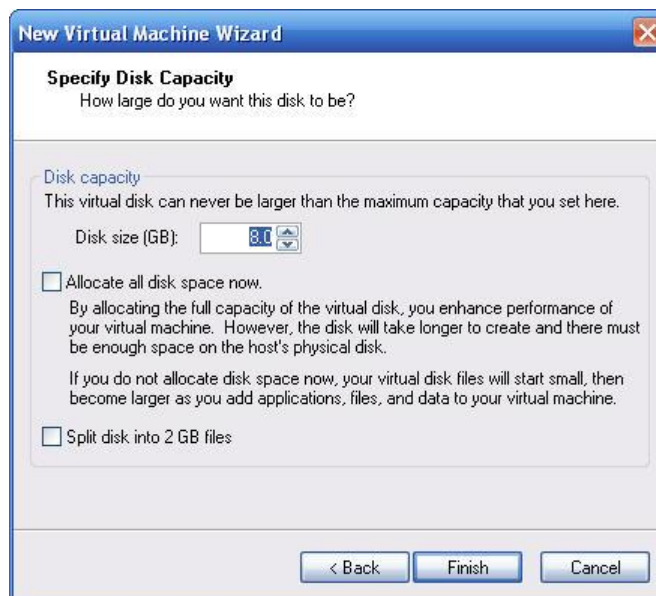 New Virtual Machine Wizard
Specify Disk Capacity
How large do you want this disk to be?
Disk capacity
This virtual disk can never be larger than the maximum capacity that you set here.
Disk size (GB): 8.0
Allocate all disk space now.
By allocating the full capacity of the virtual disk, you enhance performance of
your virtual machine. However, the disk will take longer to create and there must
be enough space on the host's physical disk.
If you do not allocate disk space now, your virtual disk files will start small, then
become larger as you add applications, files, and data to your virtual machine.
Split disk into 2 GB files
< Back Finish Cancel